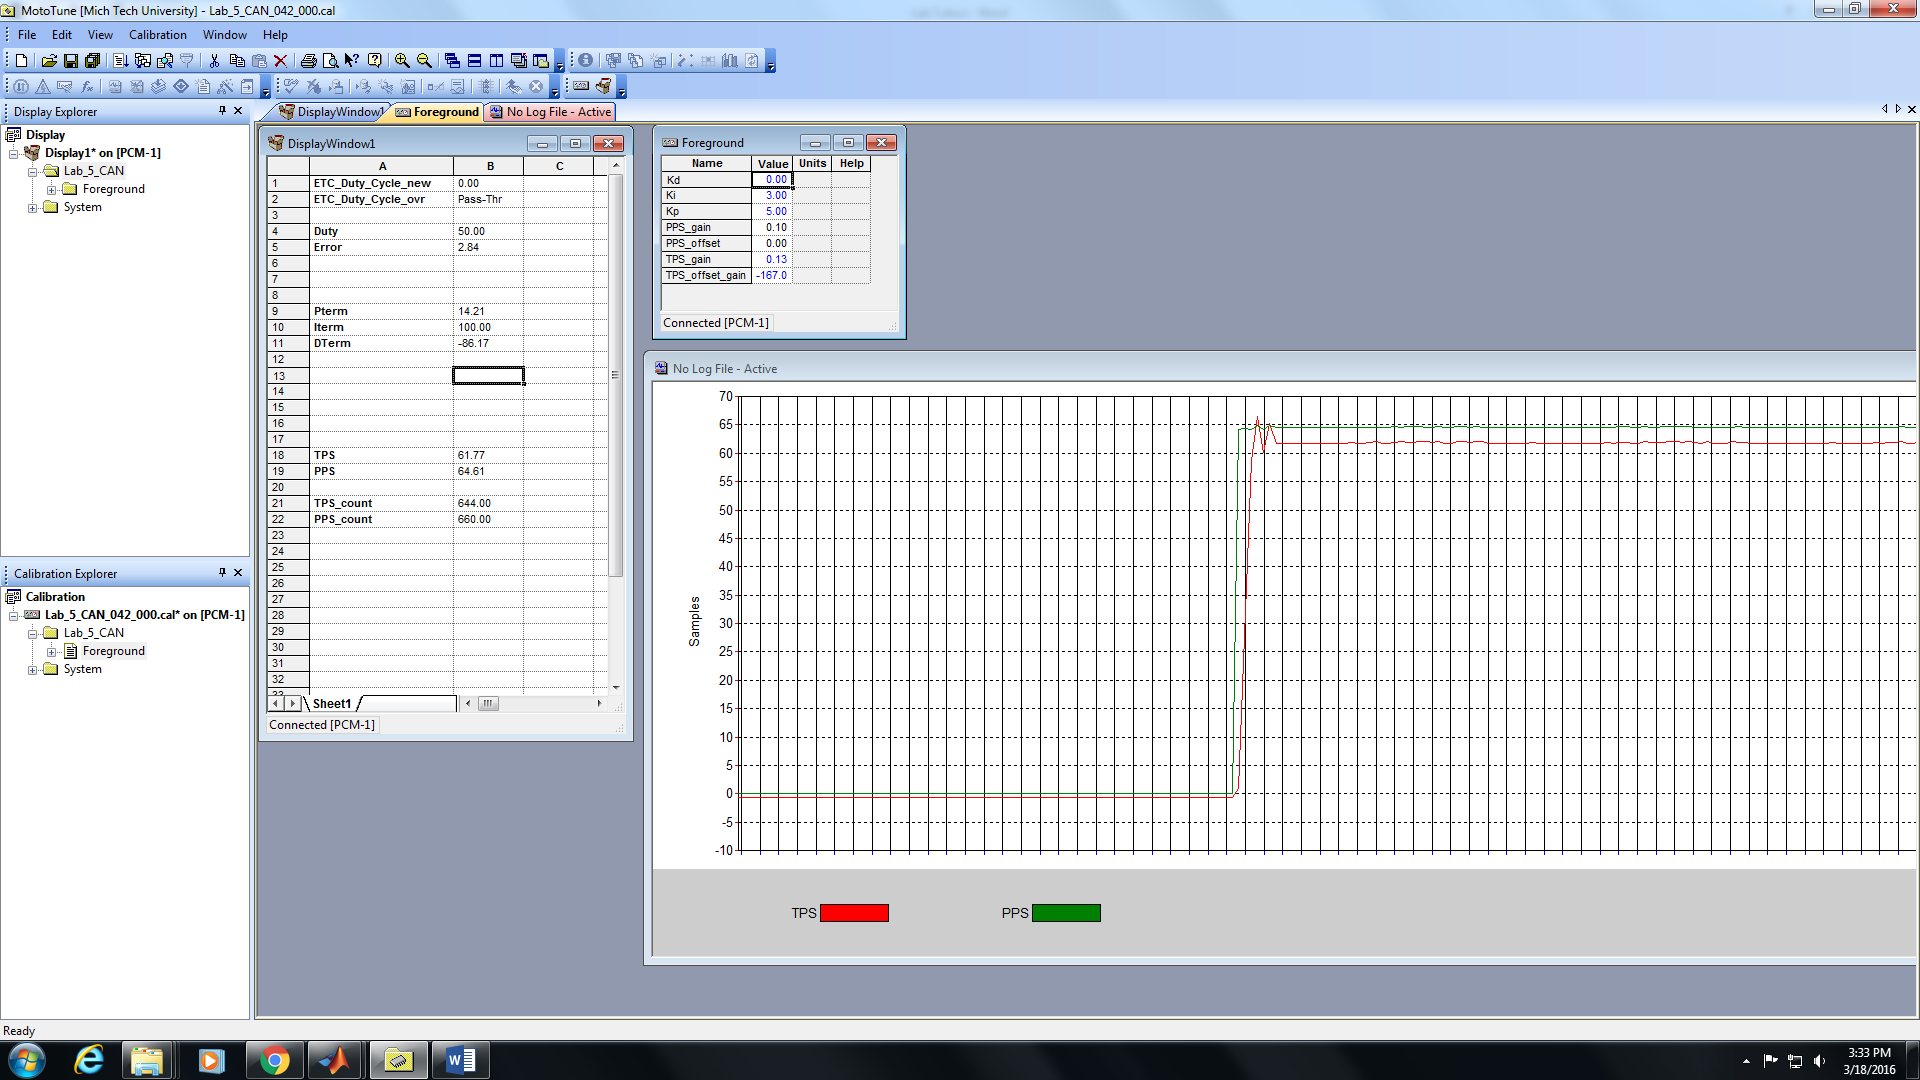 MotoTune [Mich Tech University] - Lab_5_CAN_042_000.cal
File Edit View Calibration Window Help
Display Explorer
Display
Display1* on [PCM-1]
Lab_5_CAN
Foreground
System
Calibration Explorer
Calibration
Lab_5_CAN_042_000.cal* on [PCM-1]
Lab_5_CAN
Foreground
System
DisplayWindow1 Foreground No Log File - Active
DisplayWindow1
A B C
1 ETC_Duty_Cycle_new 0.00
2 ETC_Duty_Cycle_ovr Pass-Thr
3
4 Duty 50.00
5 Error 2.84
6
7
8
9 Pterm 14.21
10 Iterm 100.00
11 DTerm -86.17
12
13
14
15
16
17
18 TPS 61.77
19 PPS 64.61
20
21 TPS_count 644.00
22 PPS_count 660.00
23
24
25
26
27
28
29
30
31
32
33
Sheet1
Connected [PCM-1]
Foreground
Name Value Units Help
Kd 0.00
Ki 3.00
Kp 5.00
PPS_gain 0.10
PPS_offset 0.00
TPS_gain 0.13
TPS_offset_gain -167.0
Connected [PCM-1]
No Log File - Active
70
65
60
55
50
45
40
35
30
25
20
15
10
5
0
-5
-10
Samples
TPS PPS
Ready
3:33 PM
3/18/2016